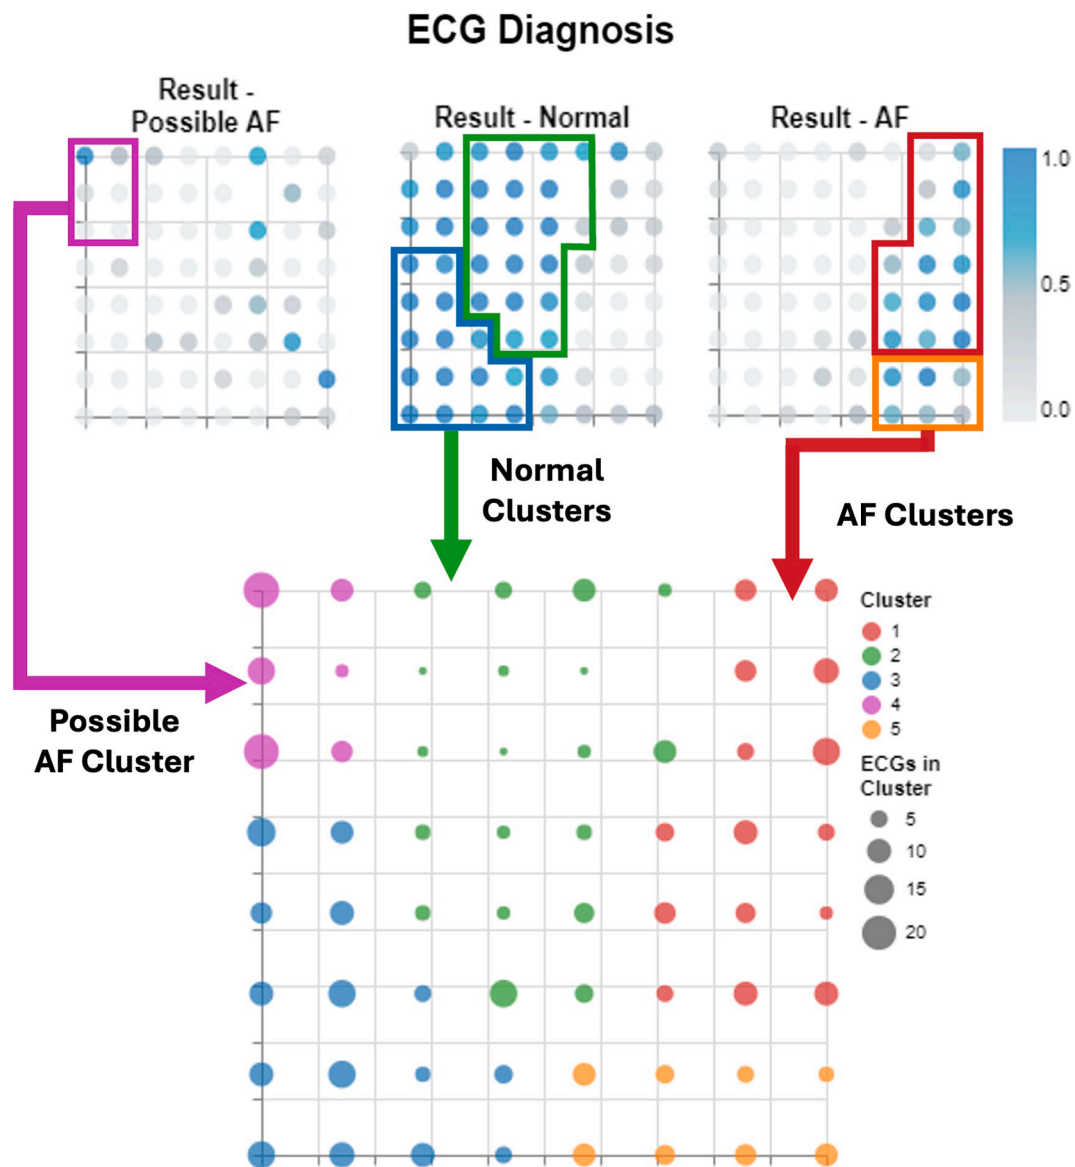 ECG Diagnosis
Result -
Possible AF
Result - Normal
Result - AF
1.0
0.5
0.0
Normal
Clusters
AF Clusters
Possible
AF Cluster
Cluster
1
2
3
4
5
ECGs in
Cluster
5
10
15
20